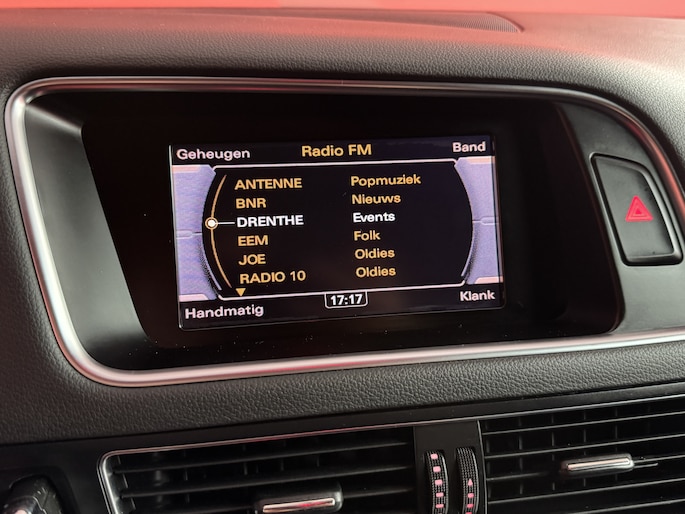 Geheugen Radio FM Band
ANTENNE Popmuziek
BNR Nieuws
DRENTHE Events
EEM Folk
JOE Oldies
RADIO 10 Oldies
Handmatig 17:17 Klank